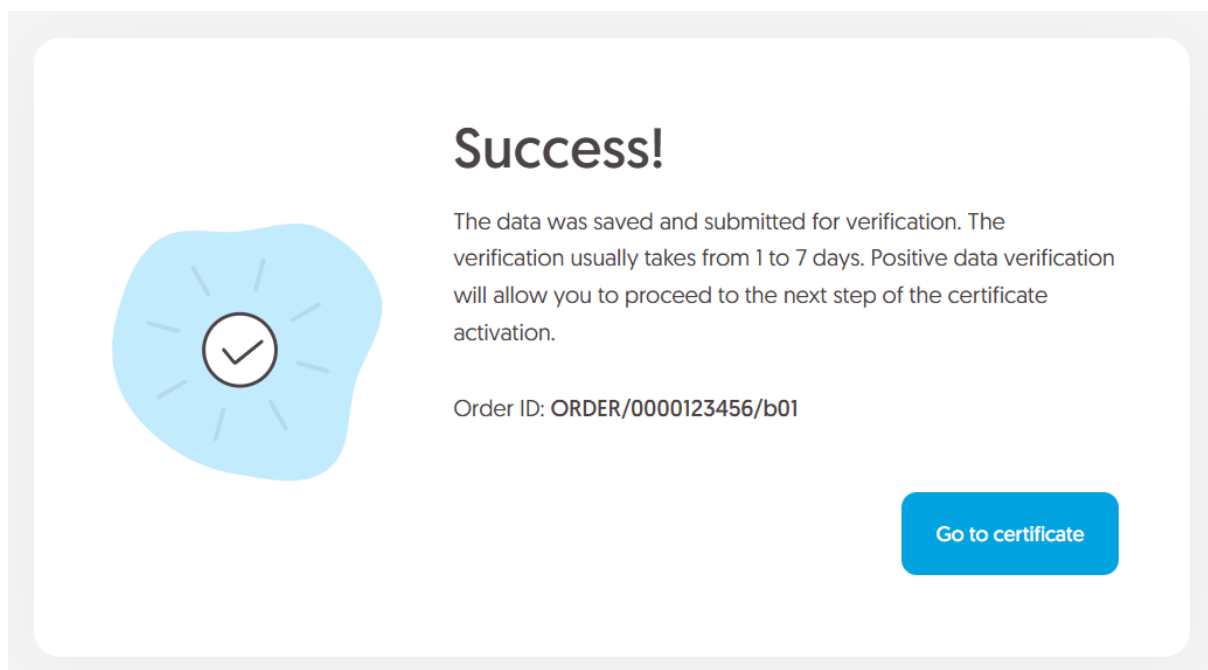 Success!
The data was saved and submitted for verification. The
verification usually takes from 1 to 7 days. Positive data verification
will allow you to proceed to the next step of the certificate
activation.
Order ID: ORDER/0000123456/b01
Go to certificate